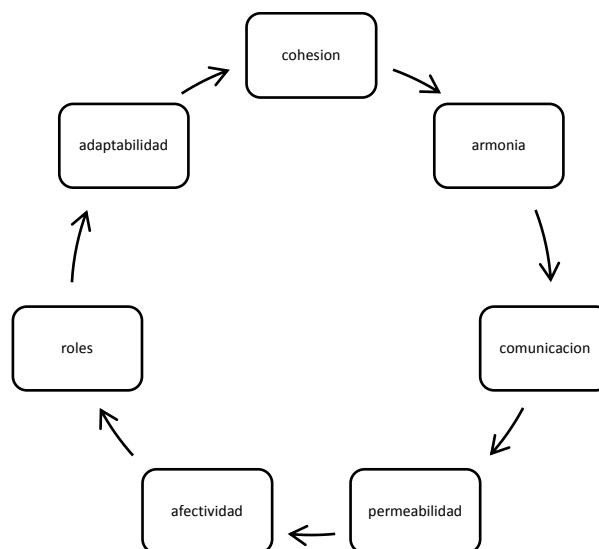 cohesion
armonia
comunicacion
permeabilidad
afectividad
roles
adaptabilidad